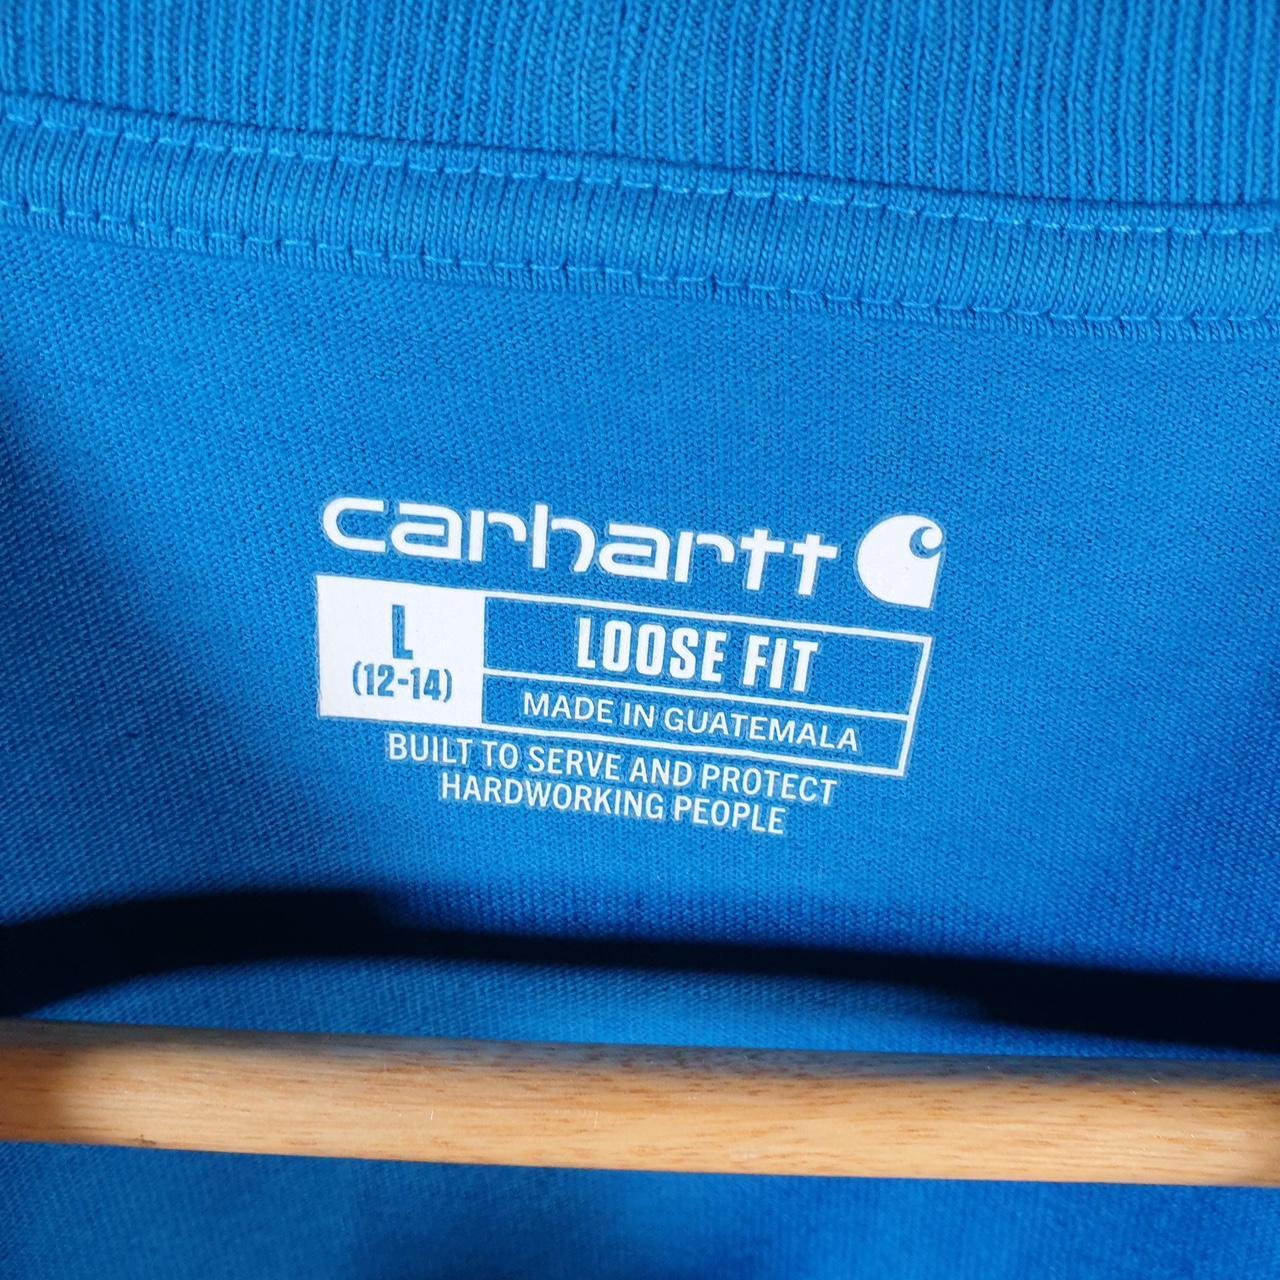 carhartt
L
(12-14)
LOOSE FIT
MADE IN GUATEMALA
BUILT TO SERVE AND PROTECT
HARDWORKING PEOPLE